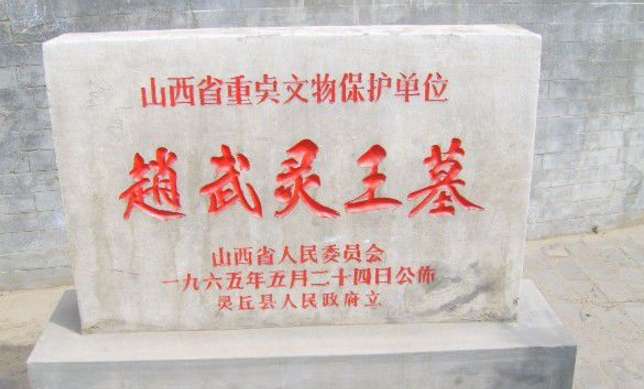 山西省重点文物保护单位
趙武灵王墓
山西省人民委员会
一九六五年五月二十四日公佈
灵丘县人民政府立